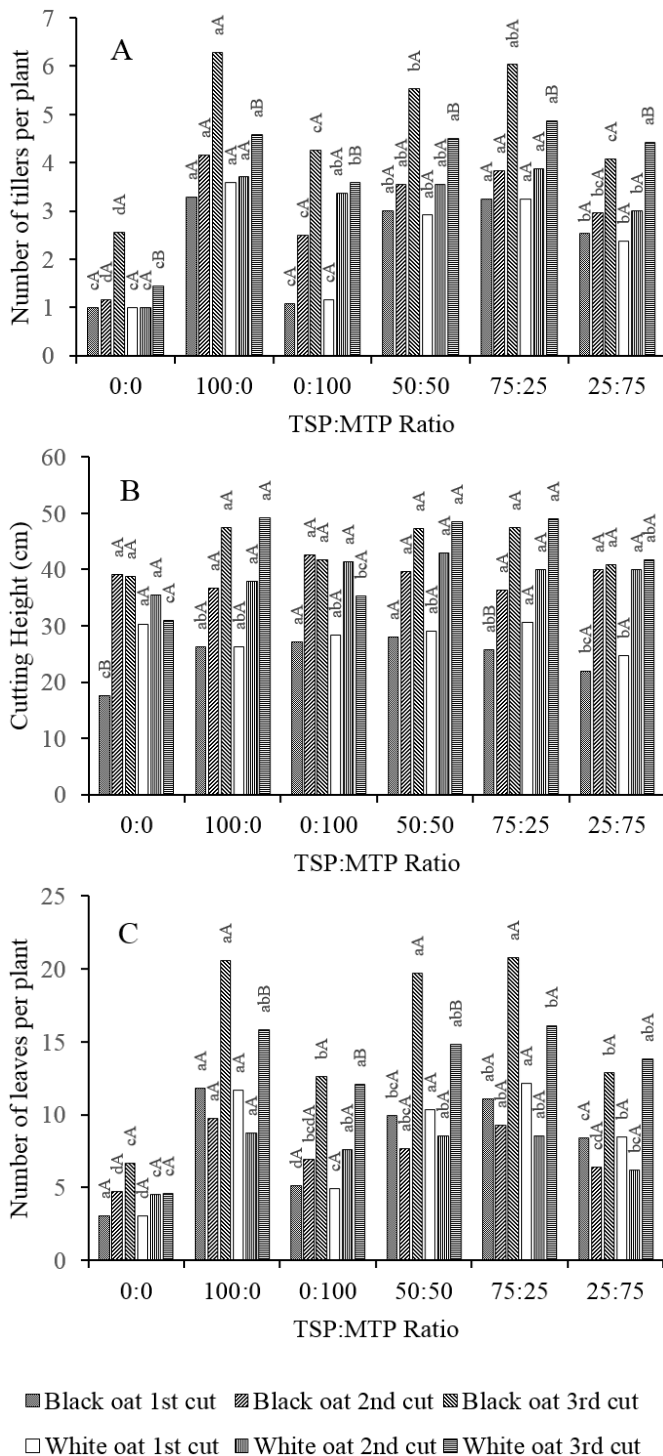 A
Number of tillers per plant
7
6
5
4
3
2
1
0
cA dA dA cA cA cB
aA aA aA aA aA aB
cA cA cA cA abA bB
abA abA bA abA abA aB
aA aA abA aA aA aB
bA bcA cA bA bA aB
0:0 100:0 0:100 50:50 75:25 25:75
TSP:MTP Ratio
B
Cutting Height (cm)
60
50
40
30
20
10
0
cB aA aA aA aA cA
abA aA aA abA aA aA
aA aA aA abA aA bcA
aA aA aA abA aA aA
abB aA aA aA aA aA
bcA aA aA bA aA abA
0:0 100:0 0:100 50:50 75:25 25:75
TSP:MTP Ratio
C
Number of leaves per plant
25
20
15
10
5
0
aA dA cA dA cA cA
aA aA aA aA aA abB
dA bcdA bA cA abA aB
bcA abcA aA aA abA abB
abA abA aA aA abA bA
cA cdA bA bA bcA abA
0:0 100:0 0:100 50:50 75:25 25:75
TSP:MTP Ratio
Black oat 1st cut Black oat 2nd cut Black oat 3rd cut
White oat 1st cut White oat 2nd cut White oat 3rd cut